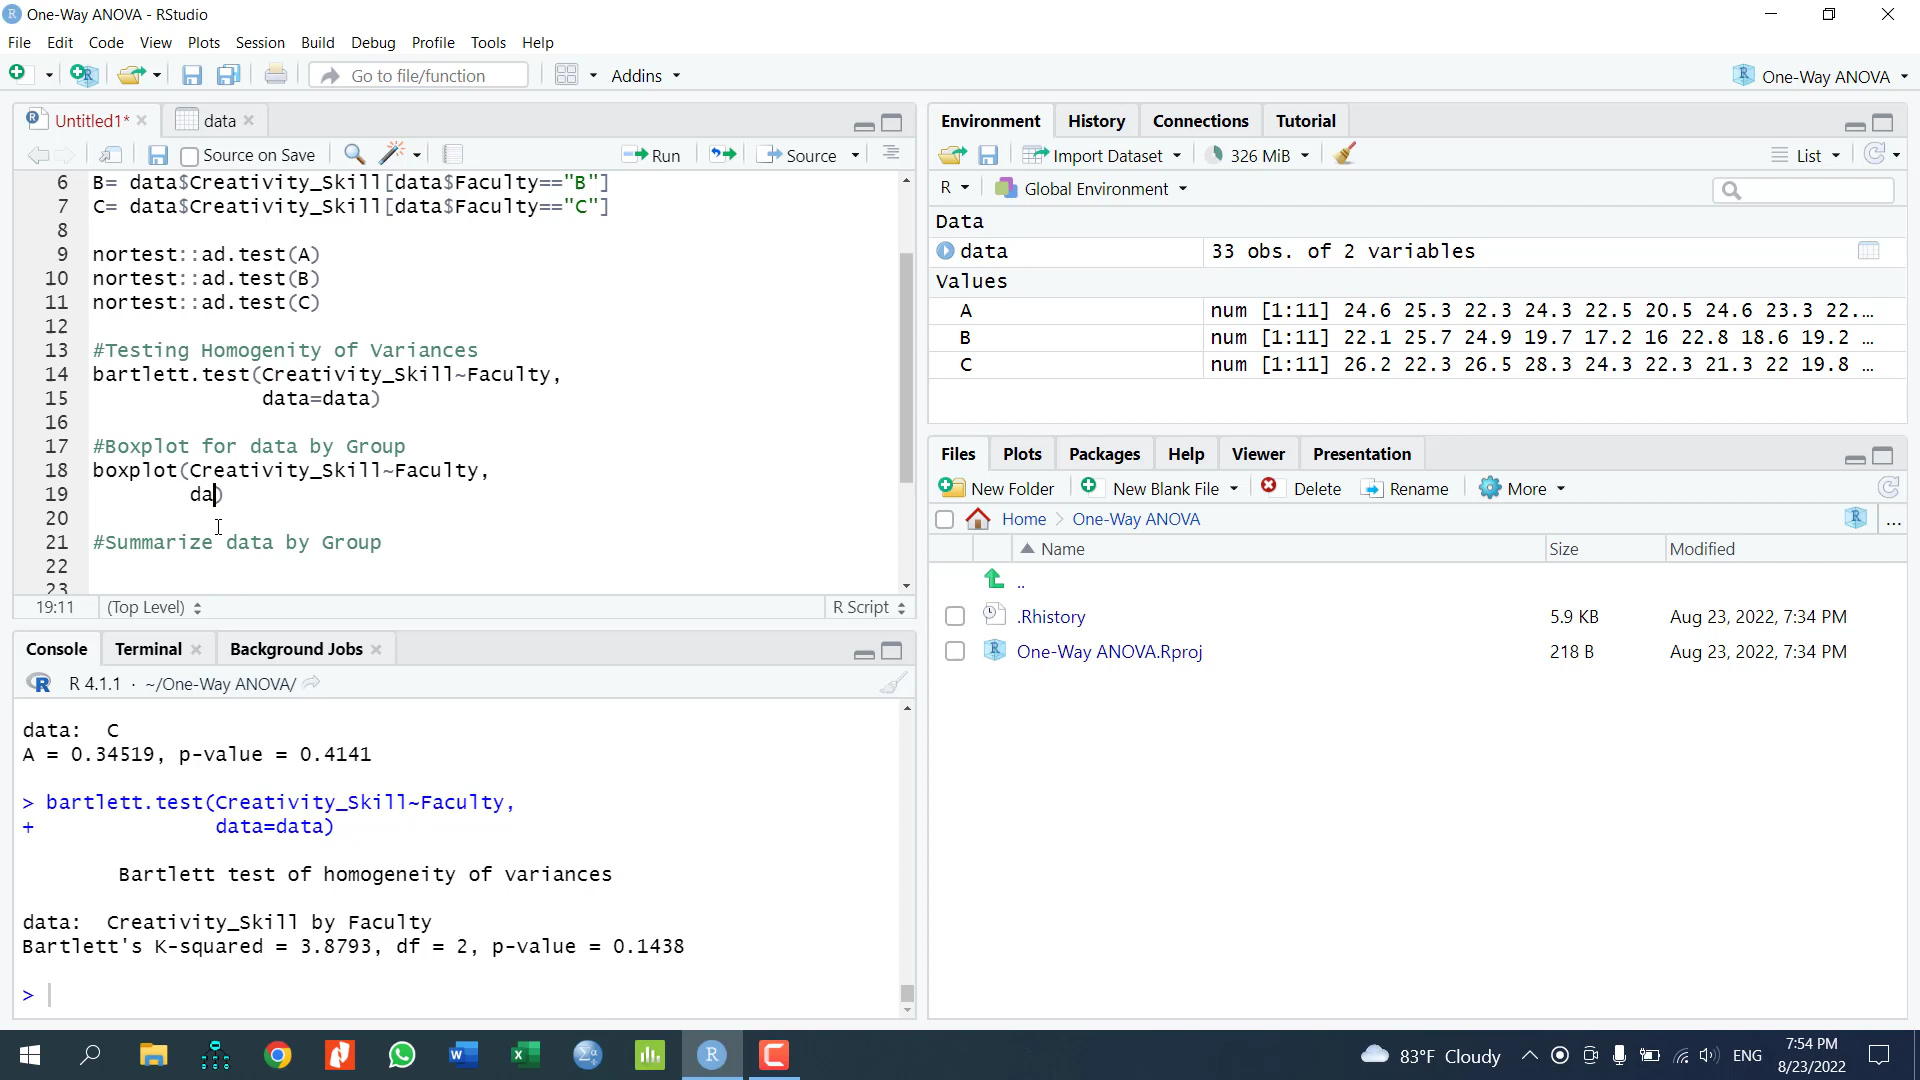 One-Way ANOVA - RStudio
File Edit Code View Plots Session Build Debug Profile Tools Help
Go to file/function Addins One-Way ANOVA
Untitled1* data
Source on Save Run Source
6 B= data$Creativity_Skill[data$Faculty=="B"]
7 C= data$Creativity_Skill[data$Faculty=="C"]
8
9 nortest::ad.test(A)
10 nortest::ad.test(B)
11 nortest::ad.test(C)
12
13 #Testing Homogenity of Variances
14 bartlett.test(Creativity_Skill~Faculty,
15 data=data)
16
17 #Boxplot for data by Group
18 boxplot(Creativity_Skill~Faculty,
19 da)
20
21 #Summarize data by Group
22
23
19:11 (Top Level) R Script
Console Terminal Background Jobs
R 4.1.1 · ~/One-Way ANOVA/
data: C
A = 0.34519, p-value = 0.4141
> bartlett.test(Creativity_Skill~Faculty,
+ data=data)
Bartlett test of homogeneity of variances
data: Creativity_Skill by Faculty
Bartlett's K-squared = 3.8793, df = 2, p-value = 0.1438
>
Environment History Connections Tutorial
Import Dataset 326 MiB List
R Global Environment
Data
data 33 obs. of 2 variables
Values
A num [1:11] 24.6 25.3 22.3 24.3 22.5 20.5 24.6 23.3 22.…
B num [1:11] 22.1 25.7 24.9 19.7 17.2 16 22.8 18.6 19.2 …
C num [1:11] 26.2 22.3 26.5 28.3 24.3 22.3 21.3 22 19.8 …
Files Plots Packages Help Viewer Presentation
New Folder New Blank File Delete Rename More
Home One-Way ANOVA ...
Name Size Modified
..
.Rhistory 5.9 KB Aug 23, 2022, 7:34 PM
One-Way ANOVA.Rproj 218 B Aug 23, 2022, 7:34 PM
83°F Cloudy ENG 7:54 PM
8/23/2022